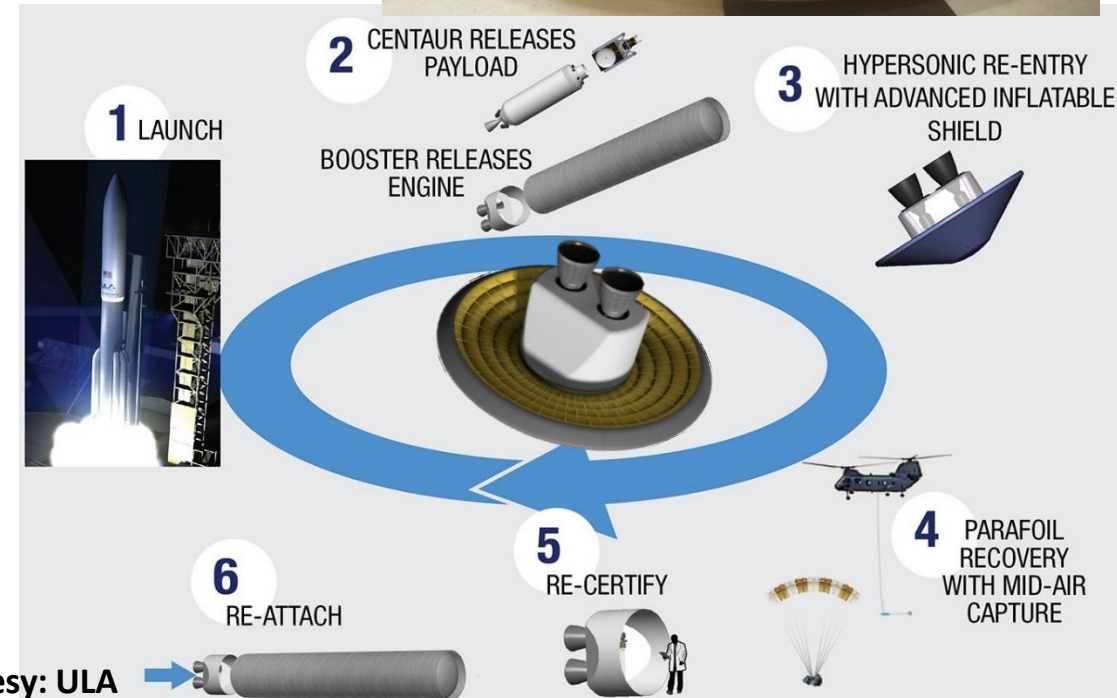 1 LAUNCH
2 CENTAUR RELEASES
PAYLOAD
BOOSTER RELEASES
ENGINE
3 HYPERSONIC RE-ENTRY
WITH ADVANCED INFLATABLE
SHIELD
4 PARAFOIL
RECOVERY
WITH MID-AIR
CAPTURE
5
RE-CERTIFY
6
RE-ATTACH
esy: ULA